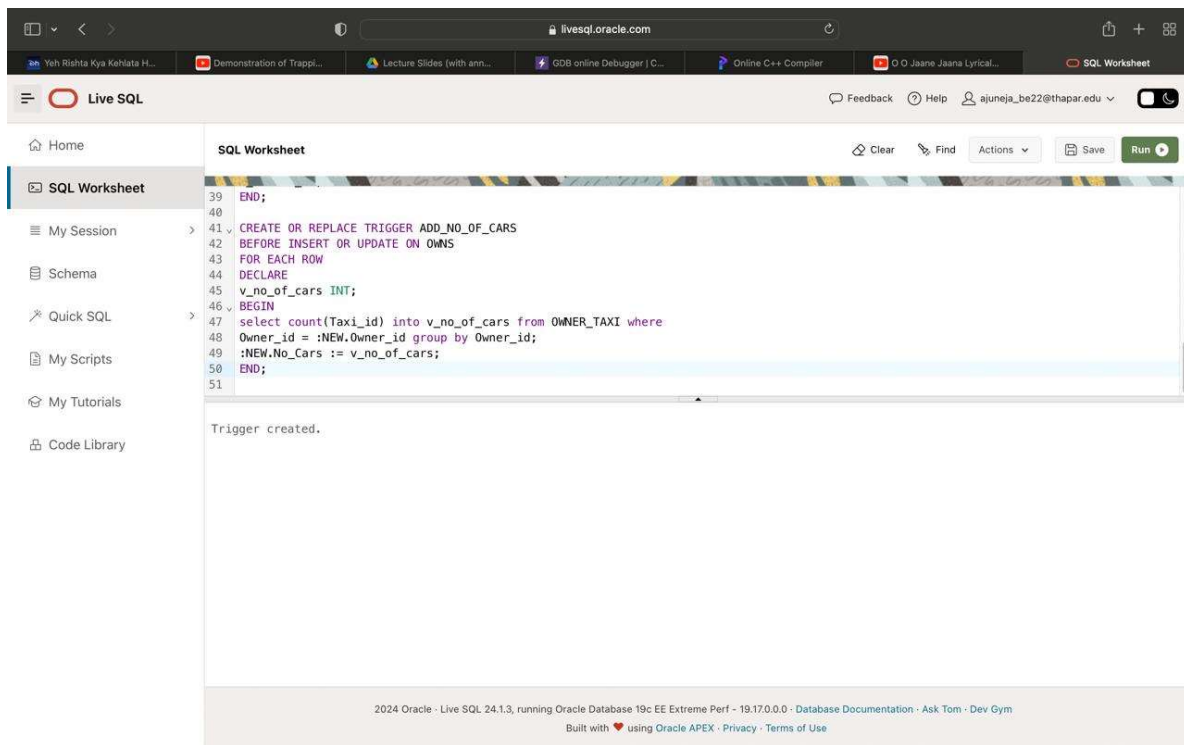 livesql.oracle.com
Yeh Rishta Kya Kehlata H...
Demonstration of Trappi...
Lecture Slides (with ann...
GDB online Debugger | C...
Online C++ Compiler
O O Jaane Jaana Lyrical...
SQL Worksheet
Live SQL
Feedback
Help
ajuneja_be22@thapar.edu
Home
SQL Worksheet
My Session
Schema
Quick SQL
My Scripts
My Tutorials
Code Library
SQL Worksheet
Clear
Find
Actions
Save
Run
39 END;
40
41 CREATE OR REPLACE TRIGGER ADD_NO_OF_CARS
42 BEFORE INSERT OR UPDATE ON OWNS
43 FOR EACH ROW
44 DECLARE
45 v_no_of_cars INT;
46 BEGIN
47 select count(Taxi_id) into v_no_of_cars from OWNER_TAXI where
48 Owner_id = :NEW.Owner_id group by Owner_id;
49 :NEW.No_Cars := v_no_of_cars;
50 END;
51
Trigger created.
2024 Oracle · Live SQL 24.1.3, running Oracle Database 19c EE Extreme Perf - 19.17.0.0.0 · Database Documentation · Ask Tom · Dev Gym
Built with ❤ using Oracle APEX · Privacy · Terms of Use